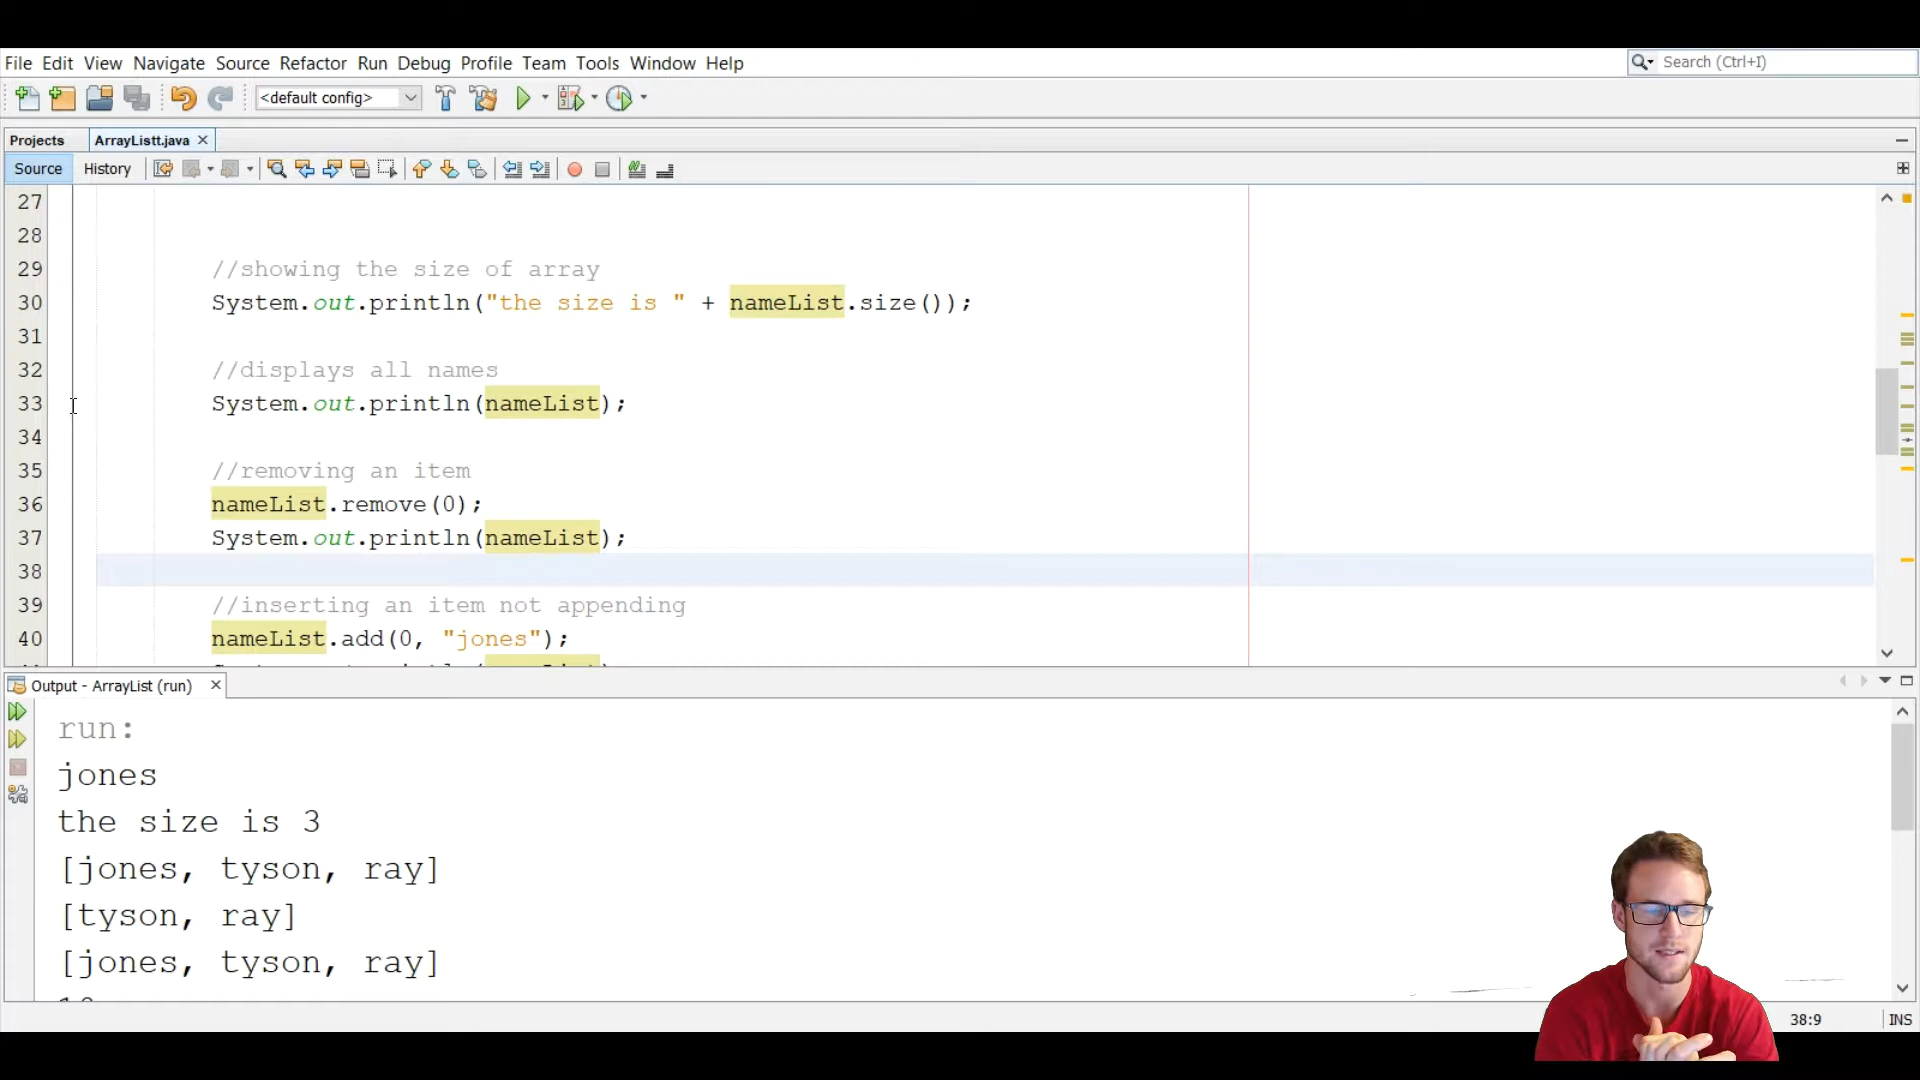 File Edit View Navigate Source Refactor Run Debug Profile Team Tools Window Help
Search (Ctrl+I)
<default config>
Projects ArrayListt.java
Source History
27
28
29 //showing the size of array
30 System.out.println("the size is " + nameList.size());
31
32 //displays all names
33 System.out.println(nameList);
34
35 //removing an item
36 nameList.remove(0);
37 System.out.println(nameList);
38
39 //inserting an item not appending
40 nameList.add(0, "jones");
Output - ArrayList (run)
run:
jones
the size is 3
[jones, tyson, ray]
[tyson, ray]
[jones, tyson, ray]
38:9 INS